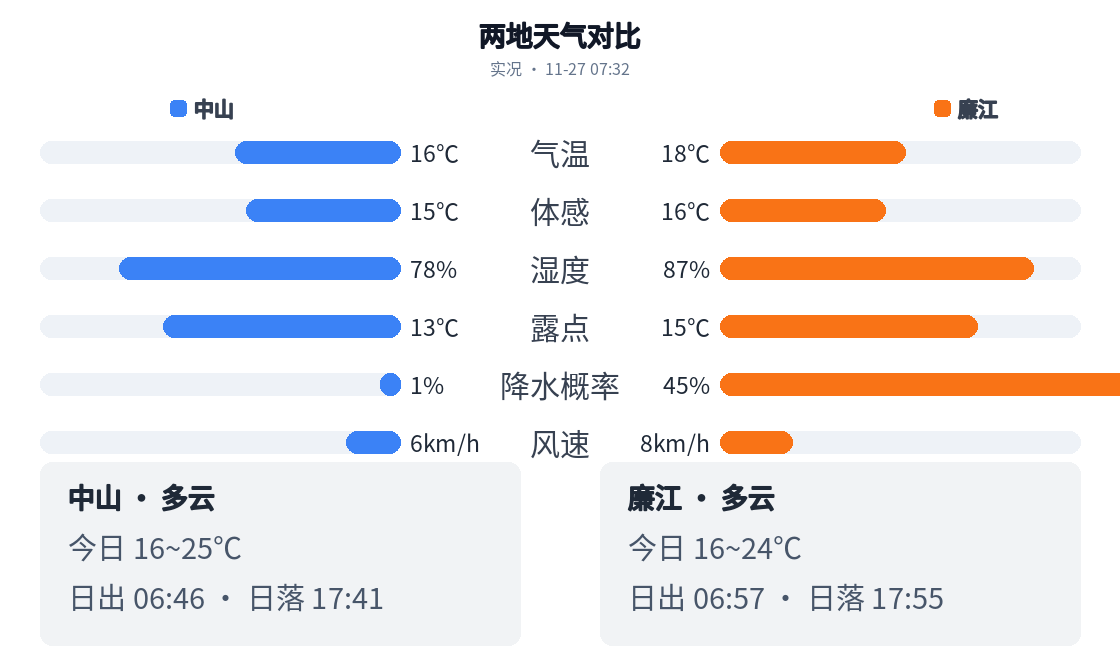 两地天气对比
实况 · 11-27 07:32
中山 廉江
16℃ 气温 18℃
15℃ 体感 16℃
78% 湿度 87%
13℃ 露点 15℃
1% 降水概率 45%
6km/h 风速 8km/h
中山 · 多云
今日 16~25℃
日出 06:46 · 日落 17:41
廉江 · 多云
今日 16~24℃
日出 06:57 · 日落 17:55